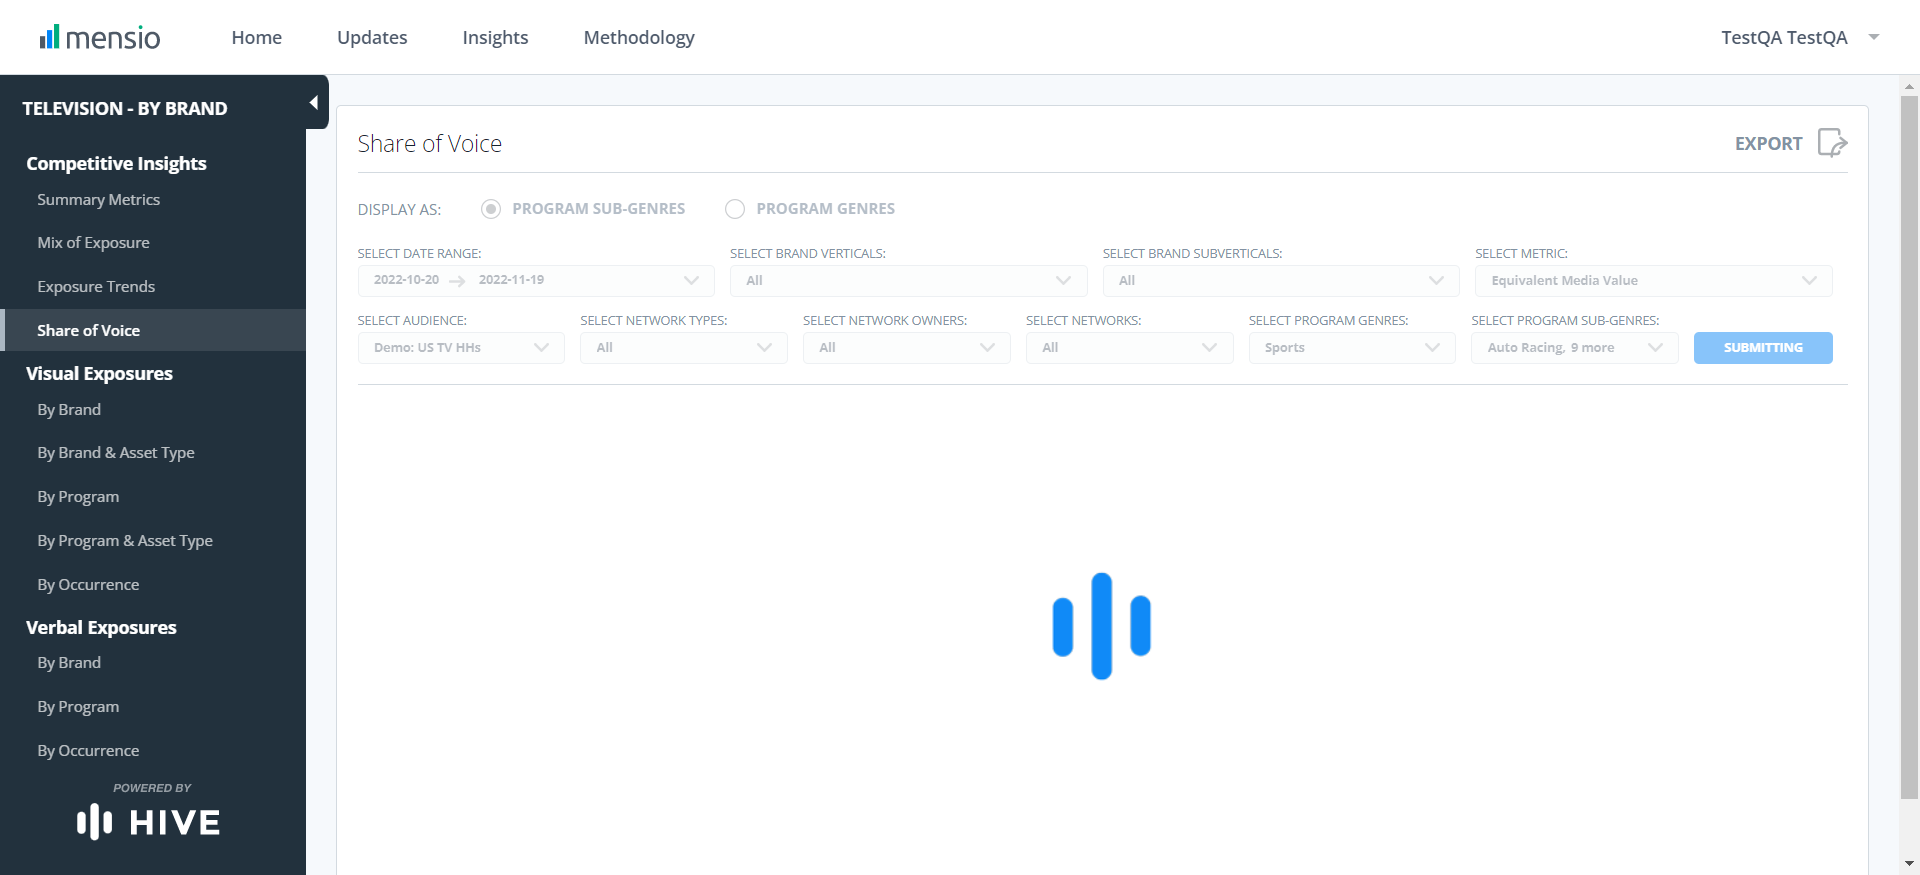 mensio
Home
Updates
Insights
Methodology
TestQA TestQA
TELEVISION - BY BRAND
Competitive Insights
Summary Metrics
Mix of Exposure
Exposure Trends
Share of Voice
Visual Exposures
By Brand
By Brand & Asset Type
By Program
By Program & Asset Type
By Occurrence
Verbal Exposures
By Brand
By Program
By Occurrence
POWERED BY
HIVE
Share of Voice
EXPORT
DISPLAY AS:
PROGRAM SUB-GENRES
PROGRAM GENRES
SELECT DATE RANGE:
2022-10-20 → 2022-11-19
SELECT BRAND VERTICALS:
All
SELECT BRAND SUBVERTICALS:
All
SELECT METRIC:
Equivalent Media Value
SELECT AUDIENCE:
Demo: US TV HHs
SELECT NETWORK TYPES:
All
SELECT NETWORK OWNERS:
All
SELECT NETWORKS:
All
SELECT PROGRAM GENRES:
Sports
SELECT PROGRAM SUB-GENRES:
Auto Racing, 9 more
SUBMITTING